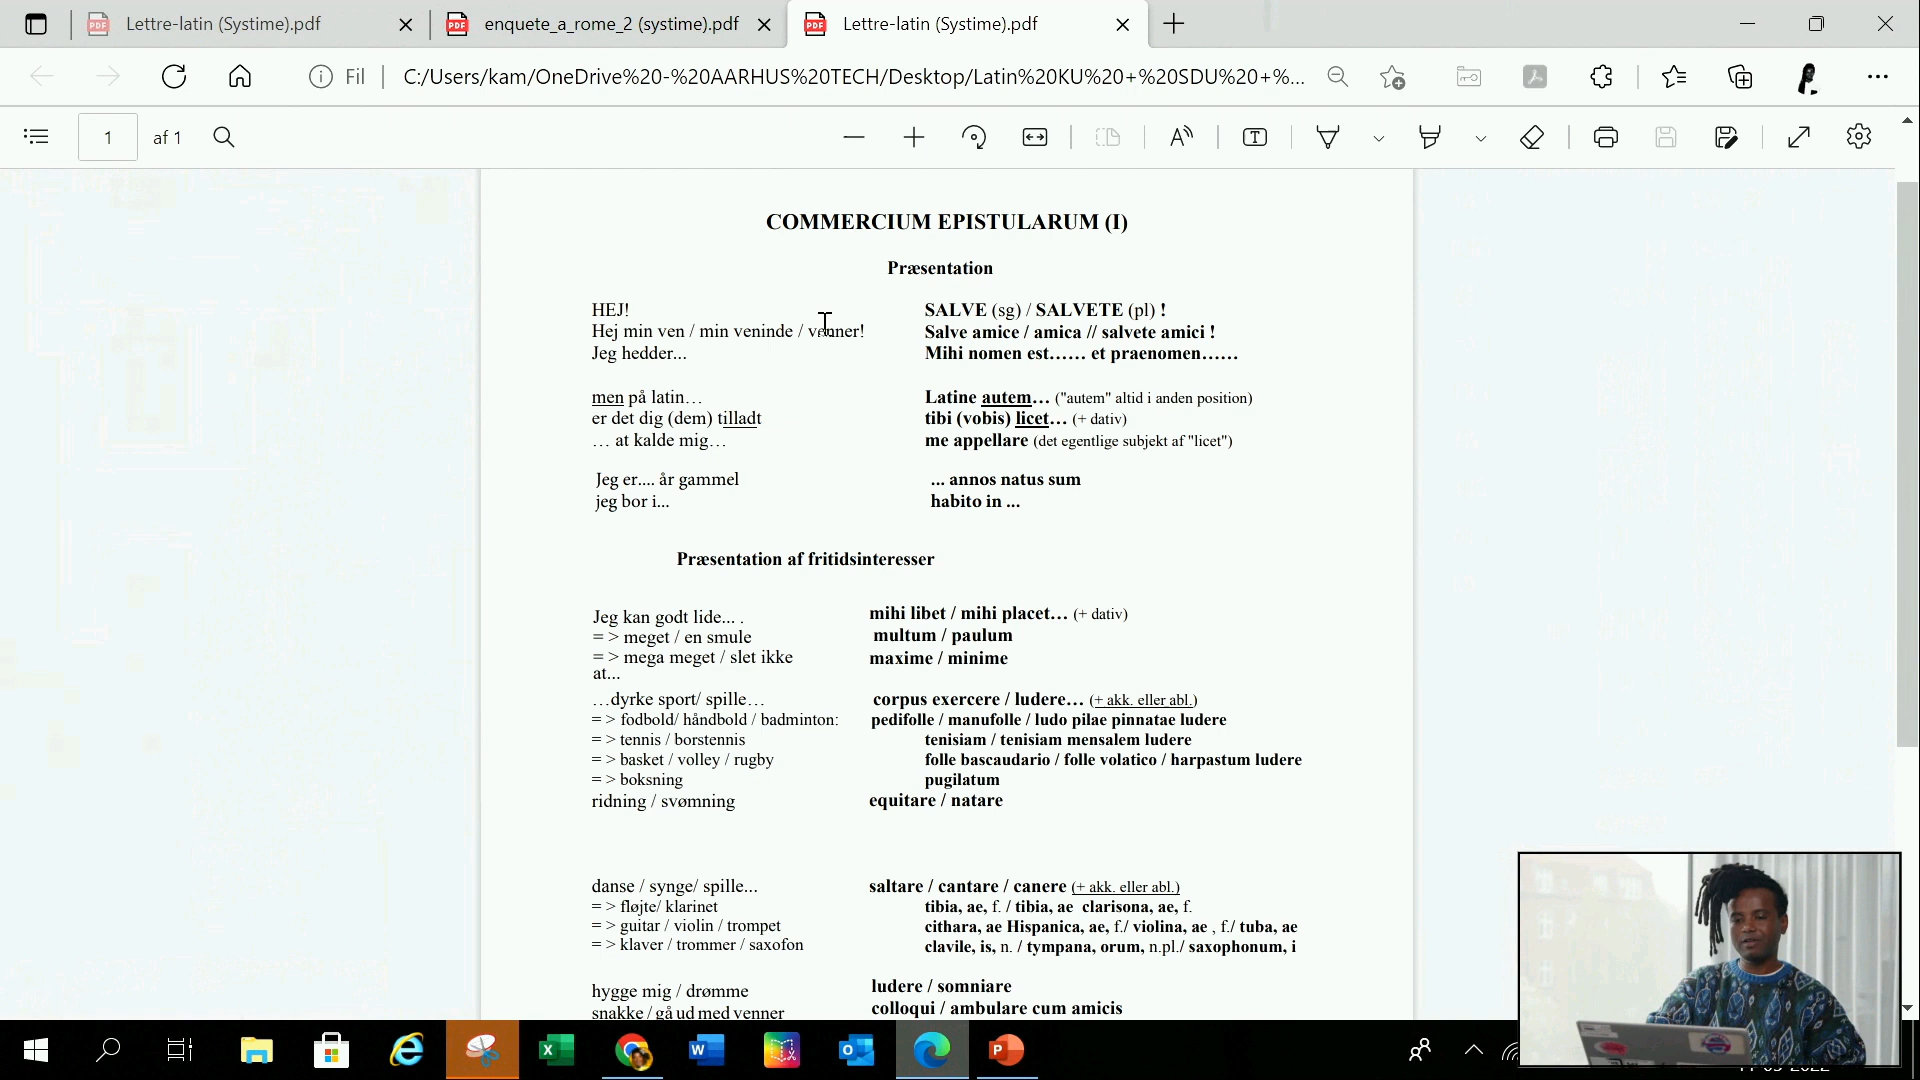 Lettre-latin (Systime).pdf
enquete_a_rome_2 (systime).pdf
Lettre-latin (Systime).pdf
Fil
C:/Users/kam/OneDrive%20-%20AARHUS%20TECH/Desktop/Latin%20KU%20+%20SDU%20+%...
1
af 1
COMMERCIUM EPISTULARUM (I)
Præsentation
HEJ! SALVE (sg) / SALVETE (pl) !
Hej min ven / min veninde / venner! Salve amice / amica // salvete amici !
Jeg hedder... Mihi nomen est…… et praenomen……
men på latin… Latine autem… ("autem" altid i anden position)
er det dig (dem) tilladt tibi (vobis) licet… (+ dativ)
… at kalde mig… me appellare (det egentlige subjekt af "licet")
Jeg er.... år gammel ... annos natus sum
jeg bor i... habito in ...
Præsentation af fritidsinteresser
Jeg kan godt lide... . mihi libet / mihi placet… (+ dativ)
= > meget / en smule multum / paulum
= > mega meget / slet ikke maxime / minime
at...
…dyrke sport/ spille… corpus exercere / ludere… (+ akk. eller abl.)
= > fodbold/ håndbold / badminton: pedifolle / manufolle / ludo pilae pinnatae ludere
= > tennis / borstennis tenisiam / tenisiam mensalem ludere
= > basket / volley / rugby folle bascaudario / folle volatico / harpastum ludere
= > boksning pugilatum
ridning / svømning equitare / natare
danse / synge/ spille... saltare / cantare / canere (+ akk. eller abl.)
= > fløjte/ klarinet tibia, ae, f. / tibia, ae clarisona, ae, f.
= > guitar / violin / trompet cithara, ae Hispanica, ae, f./ violina, ae , f./ tuba, ae
= > klaver / trommer / saxofon clavile, is, n. / tympana, orum, n.pl./ saxophonum, i
hygge mig / drømme ludere / somniare
snakke / gå ud med venner colloqui / ambulare cum amicis